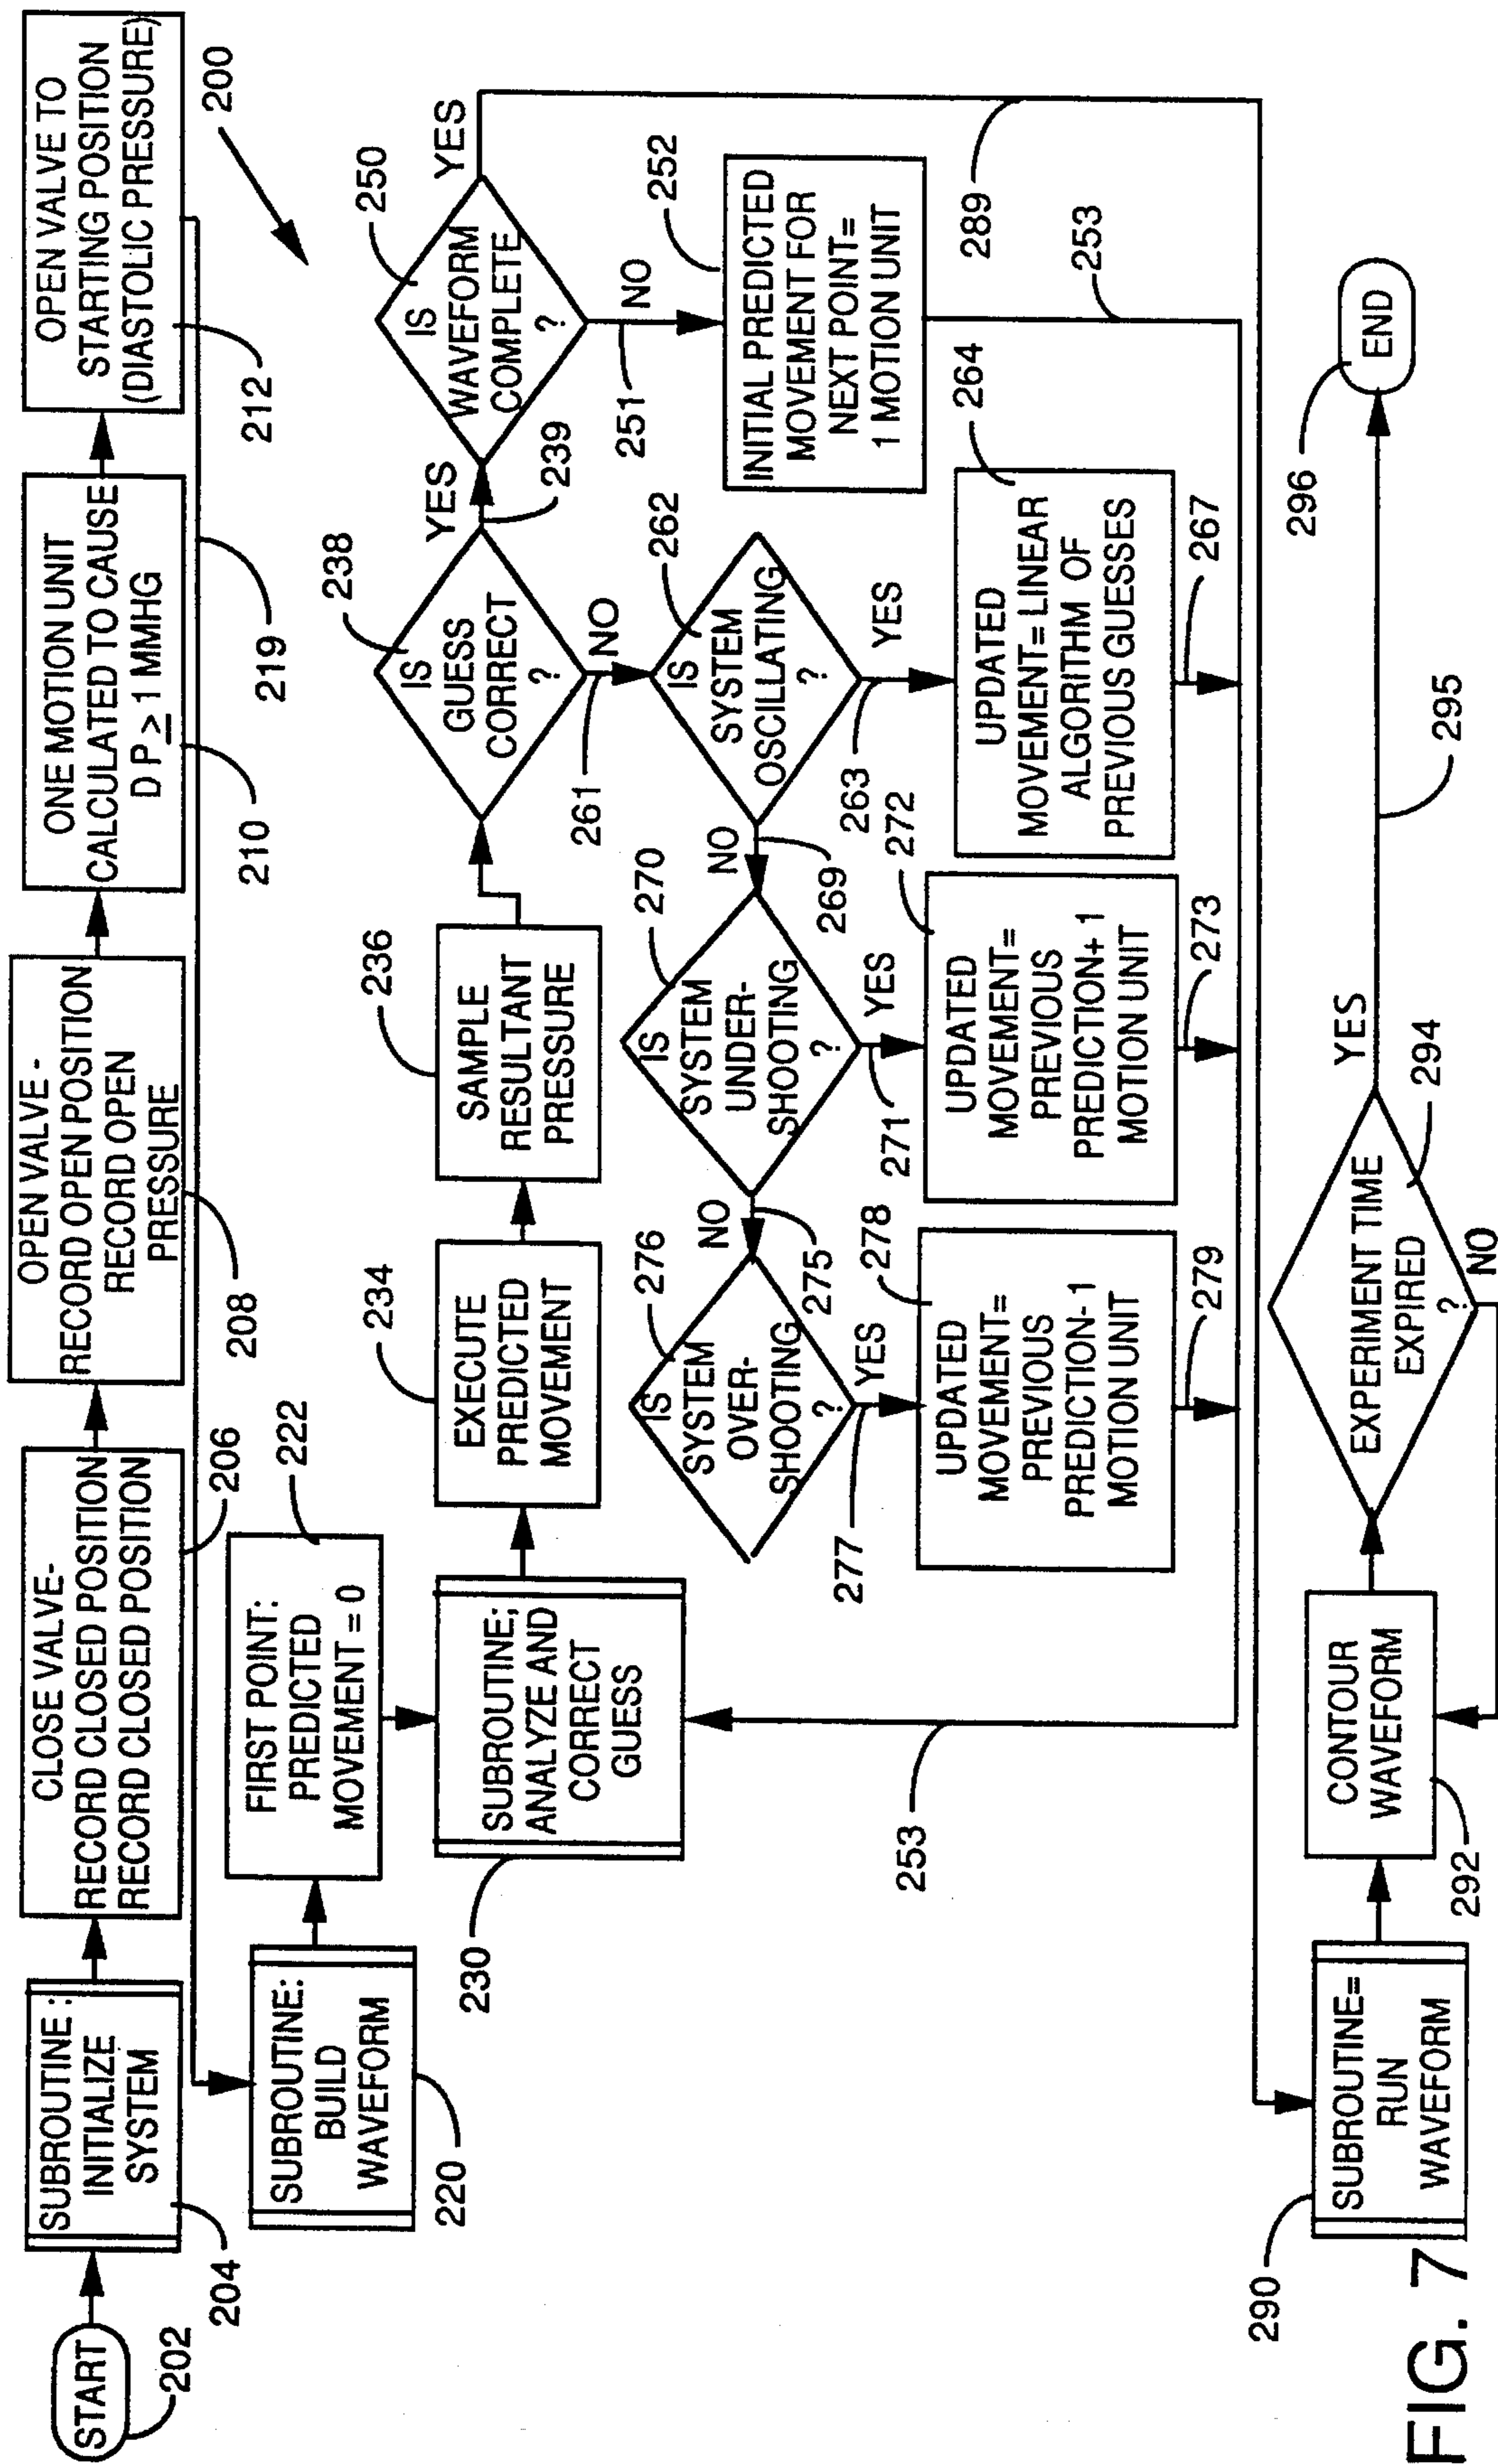 START
202
SUBROUTINE :
INITIALIZE
SYSTEM
204
CLOSE VALVE-
RECORD CLOSED POSITION
RECORD CLOSED POSITION
206
OPEN VALVE -
RECORD OPEN POSITION
RECORD OPEN
PRESSURE
208
ONE MOTION UNIT
CALCULATED TO CAUSE
D P ≥ 1 MMHG
210
OPEN VALVE TO
STARTING POSITION
(DIASTOLIC PRESSURE)
212
219
200
SUBROUTINE:
BUILD
WAVEFORM
220
FIRST POINT:
PREDICTED
MOVEMENT = 0
222
SUBROUTINE;
ANALYZE AND
CORRECT
GUESS
230
EXECUTE
PREDICTED
MOVEMENT
234
SAMPLE
RESULTANT
PRESSURE
236
IS
GUESS
CORRECT
?
238
YES
239
IS
WAVEFORM
COMPLETE
?
250
YES
289
NO
251
INITIAL PREDICTED
MOVEMENT FOR
NEXT POINT=
1 MOTION UNIT
252
253
NO
261
IS
SYSTEM
OSCILLATING
?
262
YES
263
UPDATED
MOVEMENT= LINEAR
ALGORITHM OF
PREVIOUS GUESSES
264
267
NO
269
IS
SYSTEM
UNDER-
SHOOTING
?
270
YES
271
UPDATED
MOVEMENT=
PREVIOUS
PREDICTION+ 1
MOTION UNIT
272
273
NO
275
IS
SYSTEM
OVER-
SHOOTING
?
276
YES
277
UPDATED
MOVEMENT=
PREVIOUS
PREDICTION- 1
MOTION UNIT
278
279
253
SUBROUTINE=
RUN
WAVEFORM
290
CONTOUR
WAVEFORM
292
EXPERIMENT TIME
EXPIRED
?
294
NO
YES
295
END
296
FIG. 7